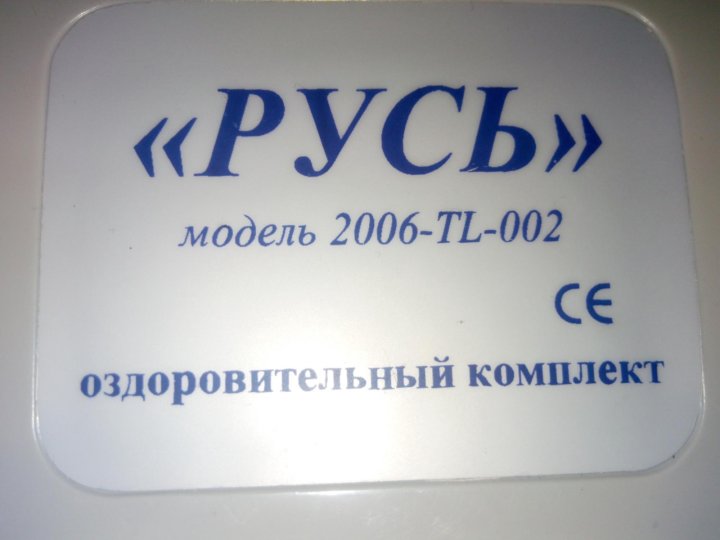 «РУСЬ»
модель 2006-TL-002
CE
оздоровительный комплект